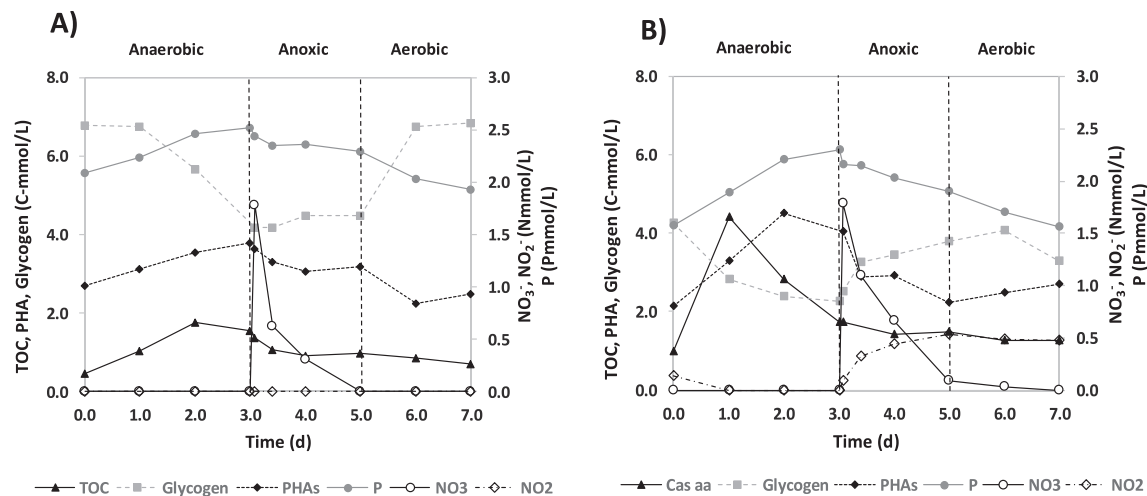 A)
Anaerobic Anoxic Aerobic
8.0
6.0
4.0
2.0
0.0
TOC, PHA, Glycogen (C-mmol/L)
3.0
2.5
2.0
1.5
1.0
0.5
0.0
NO3-, NO2- (Nmmol/L)
P (Pmmol/L)
0.0 1.0 2.0 3.0 4.0 5.0 6.0 7.0
Time (d)
TOC Glycogen PHAs P NO3 NO2
B)
Anaerobic Anoxic Aerobic
8.0
6.0
4.0
2.0
0.0
TOC, PHA, Glycogen (C-mmol/L)
3.0
2.5
2.0
1.5
1.0
0.5
0.0
NO3-, NO2- (Nmmol/L)
P (Pmmol/L)
0.0 1.0 2.0 3.0 4.0 5.0 6.0 7.0
Time (d)
Cas aa Glycogen PHAs P NO3 NO2